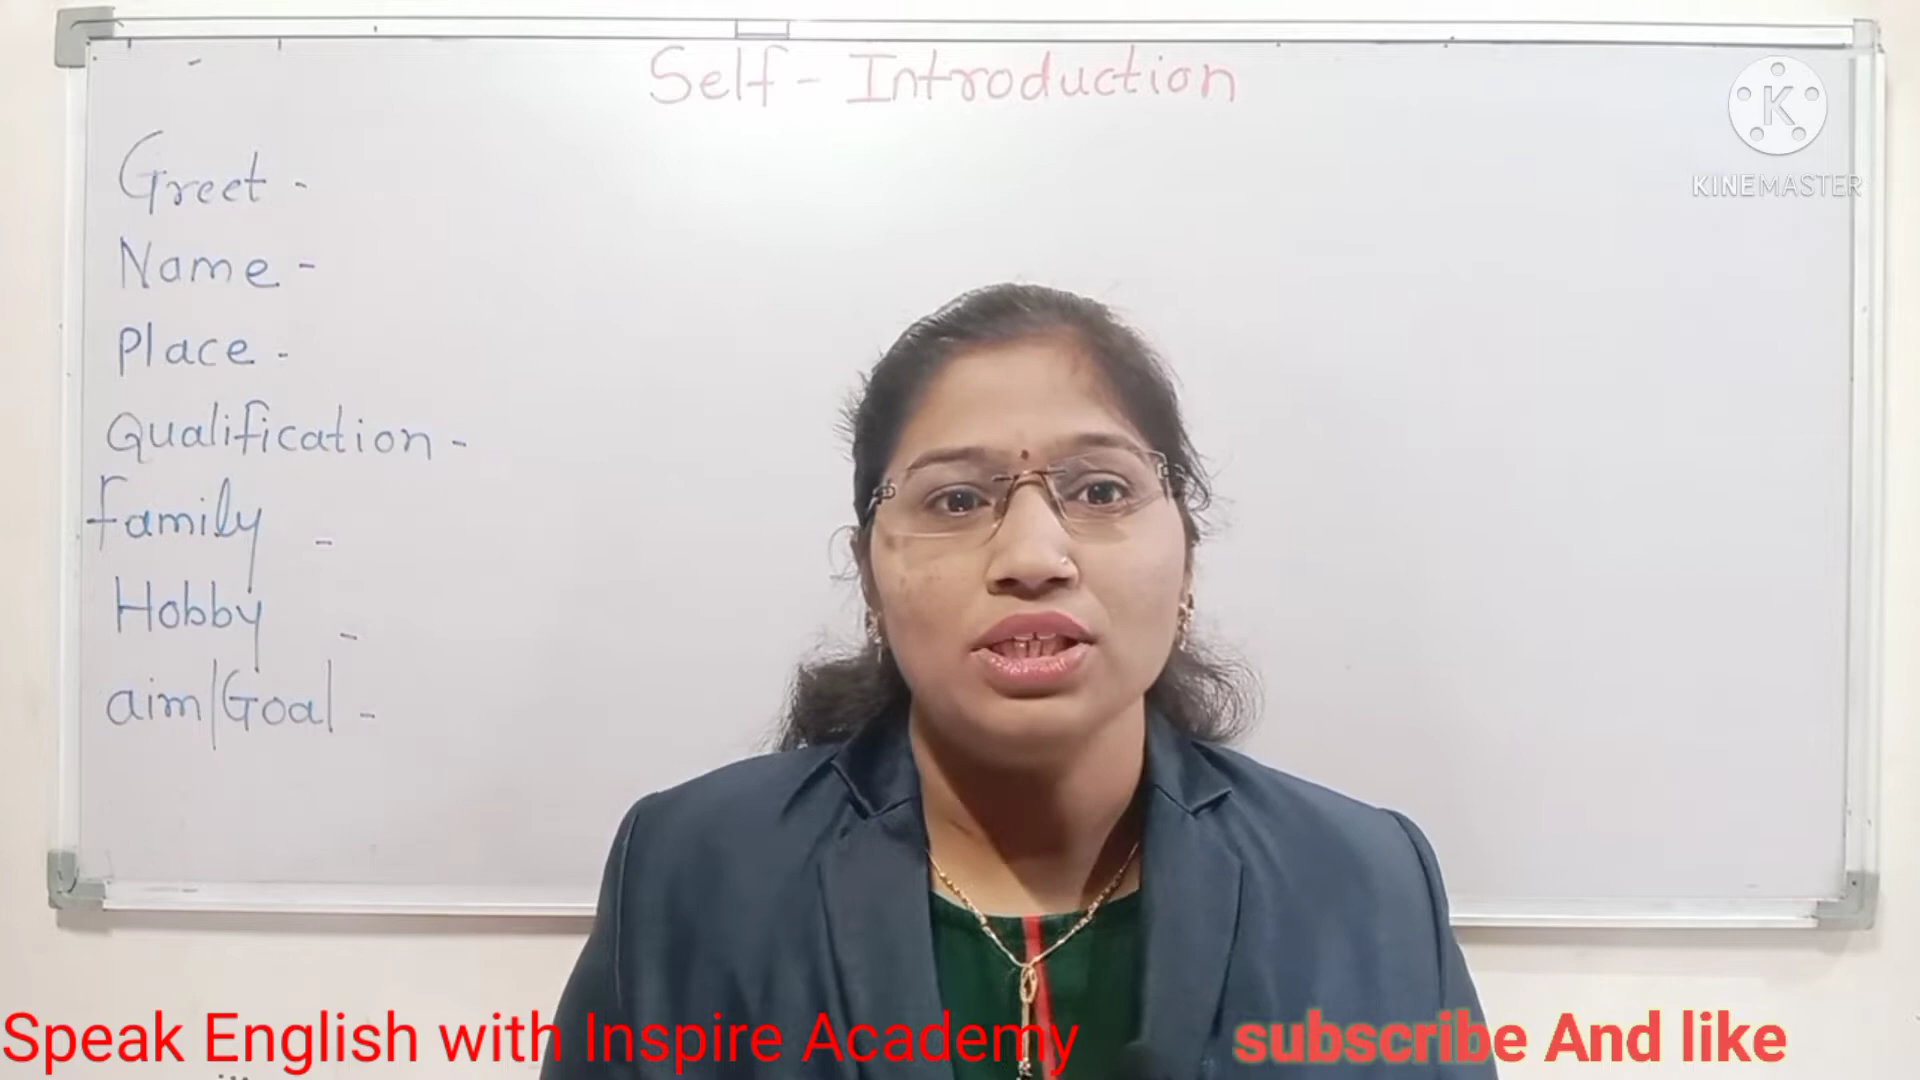 Self - Introduction
Greet -
Name -
Place -
Qualification -
family -
Hobby -
aim/Goal -
K
KINEMASTER
Speak English with Inspire Academy
subscribe And like